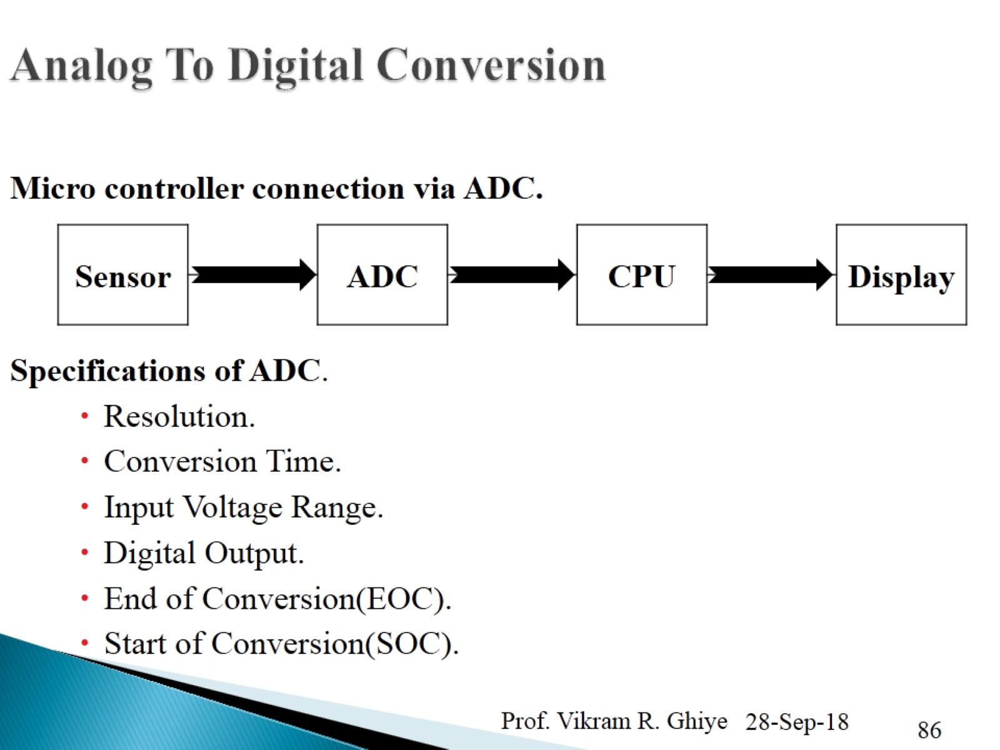 Analog To Digital Conversion
Micro controller connection via ADC.
Sensor ADC CPU Display
Specifications of ADC.
• Resolution.
• Conversion Time.
• Input Voltage Range.
• Digital Output.
• End of Conversion(EOC).
• Start of Conversion(SOC).
Prof. Vikram R. Ghiye 28-Sep-18 86